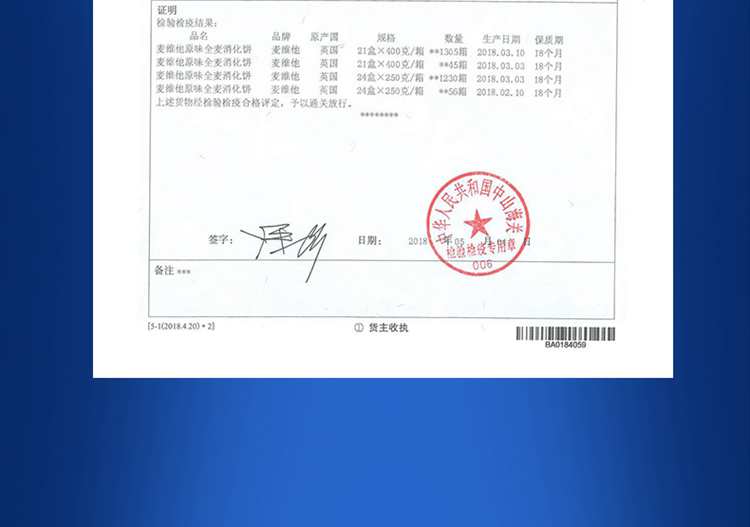 证明
检验检疫结果:
品名 品牌 原产国 规格 数量 生产日期 保质期
麦维他原味全麦消化饼 麦维他 英国 21盒×400克/箱 **1305箱 2018.03.10 18个月
麦维他原味全麦消化饼 麦维他 英国 21盒×400克/箱 **45箱 2018.03.03 18个月
麦维他原味全麦消化饼 麦维他 英国 24盒×250克/箱 **1230箱 2018.03.03 18个月
麦维他原味全麦消化饼 麦维他 英国 24盒×250克/箱 **56箱 2018.02.10 18个月
上述货物经检验检疫合格评定,予以通关放行。
********
中华人民共和国中山海关
检验检疫专用章
006
签字: 日期: 2018 年 05 月 日
备注 ***
[5-1(2018.4.20)*2] ① 货主收执
BA0184059